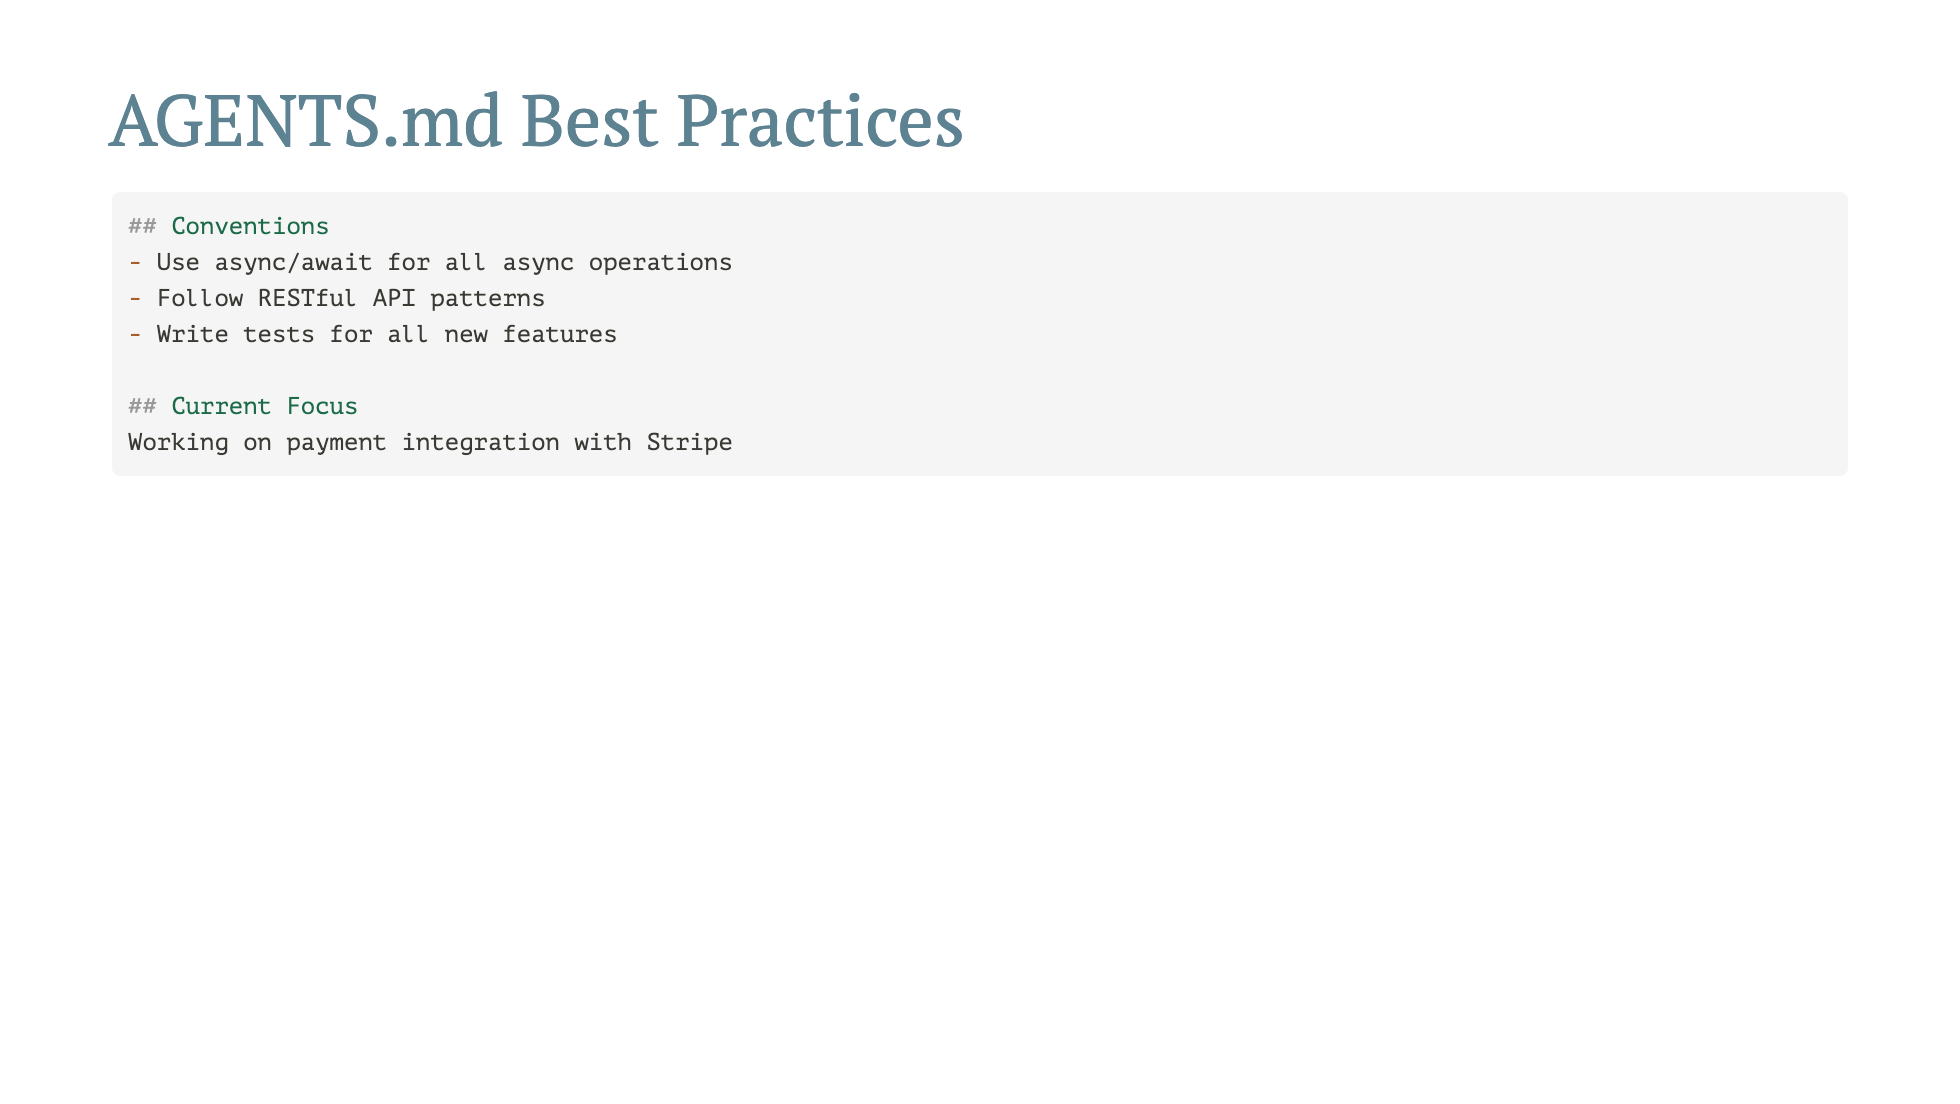 AGENTS.md Best Practices
## Conventions
- Use async/await for all async operations
- Follow RESTful API patterns
- Write tests for all new features
## Current Focus
Working on payment integration with Stripe